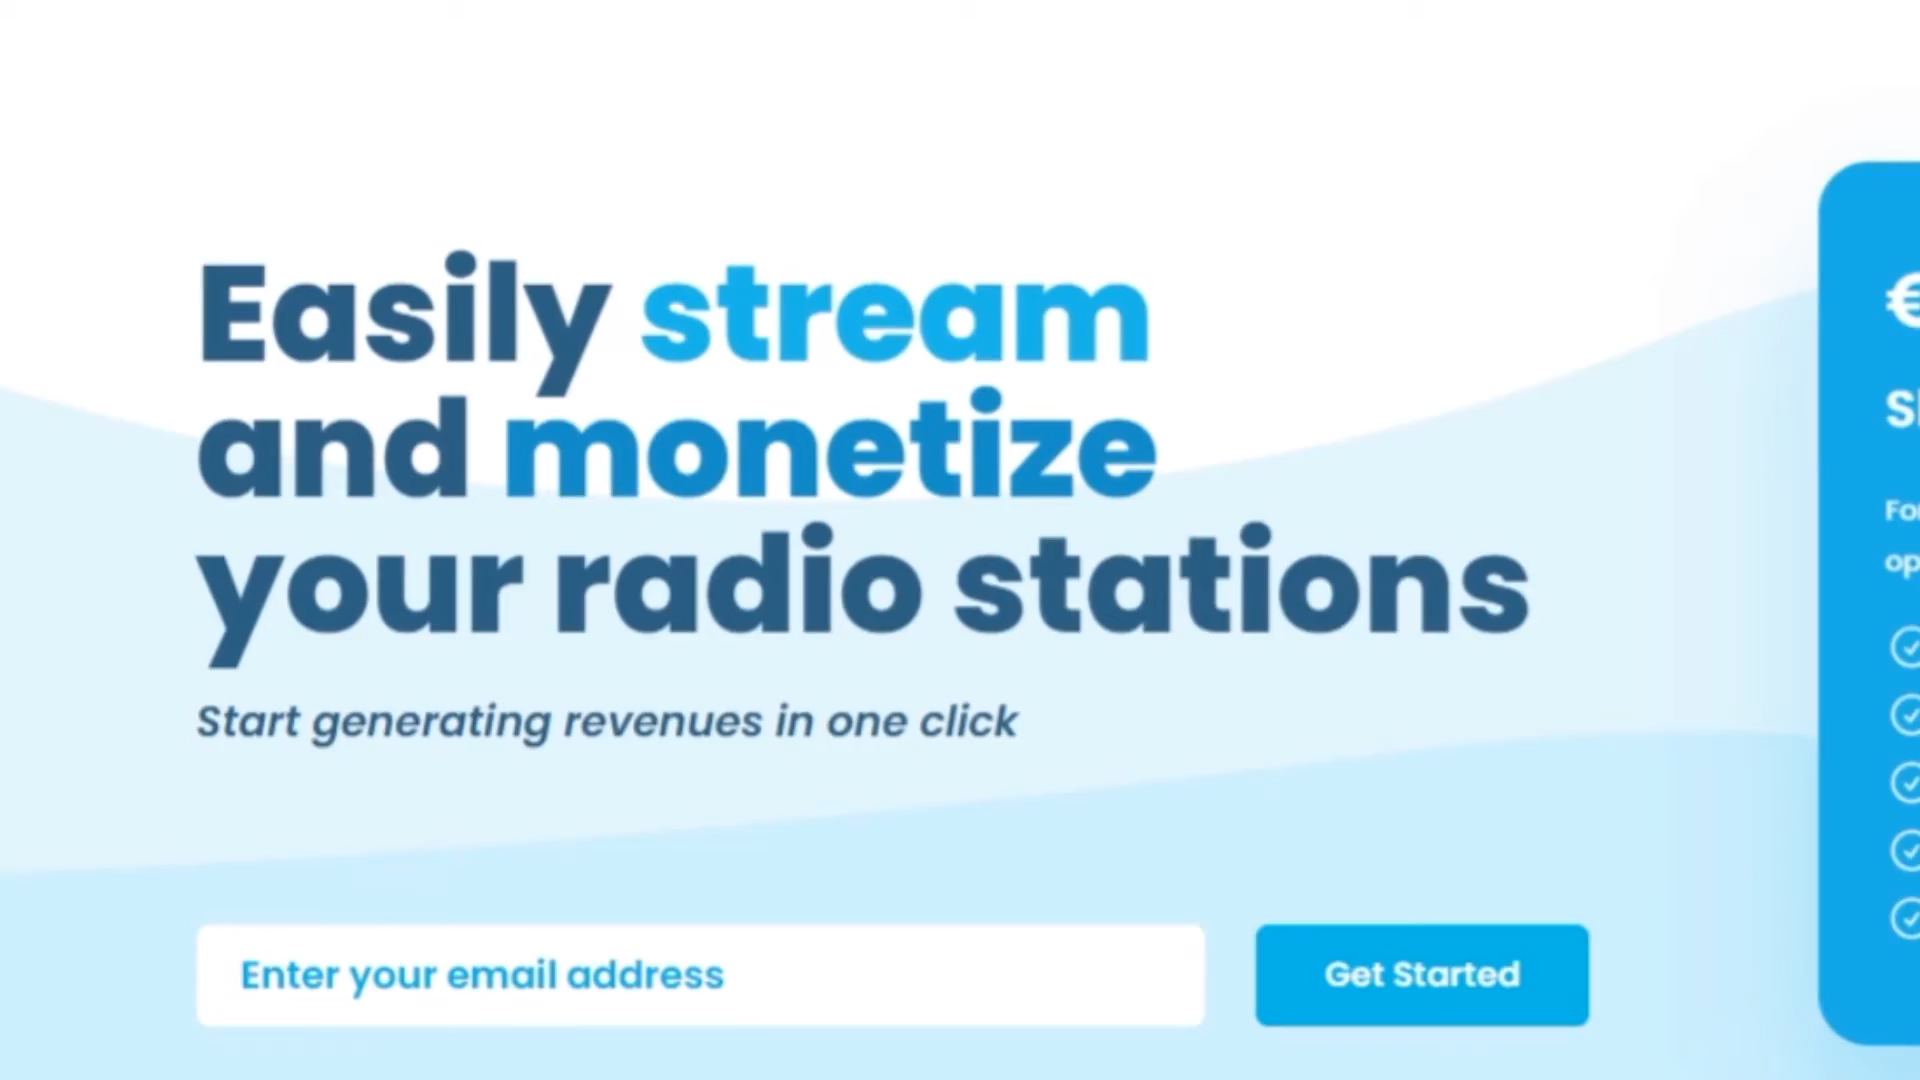 Easily stream
and monetize
your radio stations
Start generating revenues in one click
Enter your email address
Get Started
€